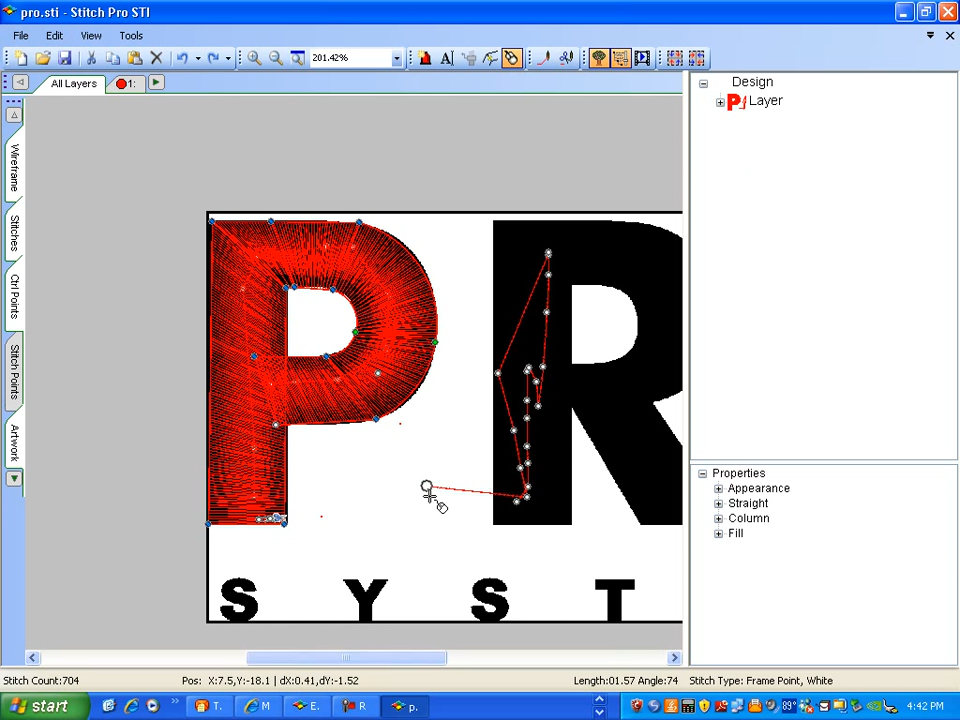 pro.sti - Stitch Pro STI
File Edit View Tools
201.42%
All Layers 1:
Wireframe
Stitches
Ctrl Points
Stitch Points
Artwork
Design
Layer
PR
S Y S T
Properties
Appearance
Straight
Column
Fill
Stitch Count:704 Pos: X:7.5,Y:-18.1 | dX:0.41,dY:-1.52 Length:01.57 Angle:74 Stitch Type: Frame Point, White
start T. M E. R p. 89° 4:42 PM